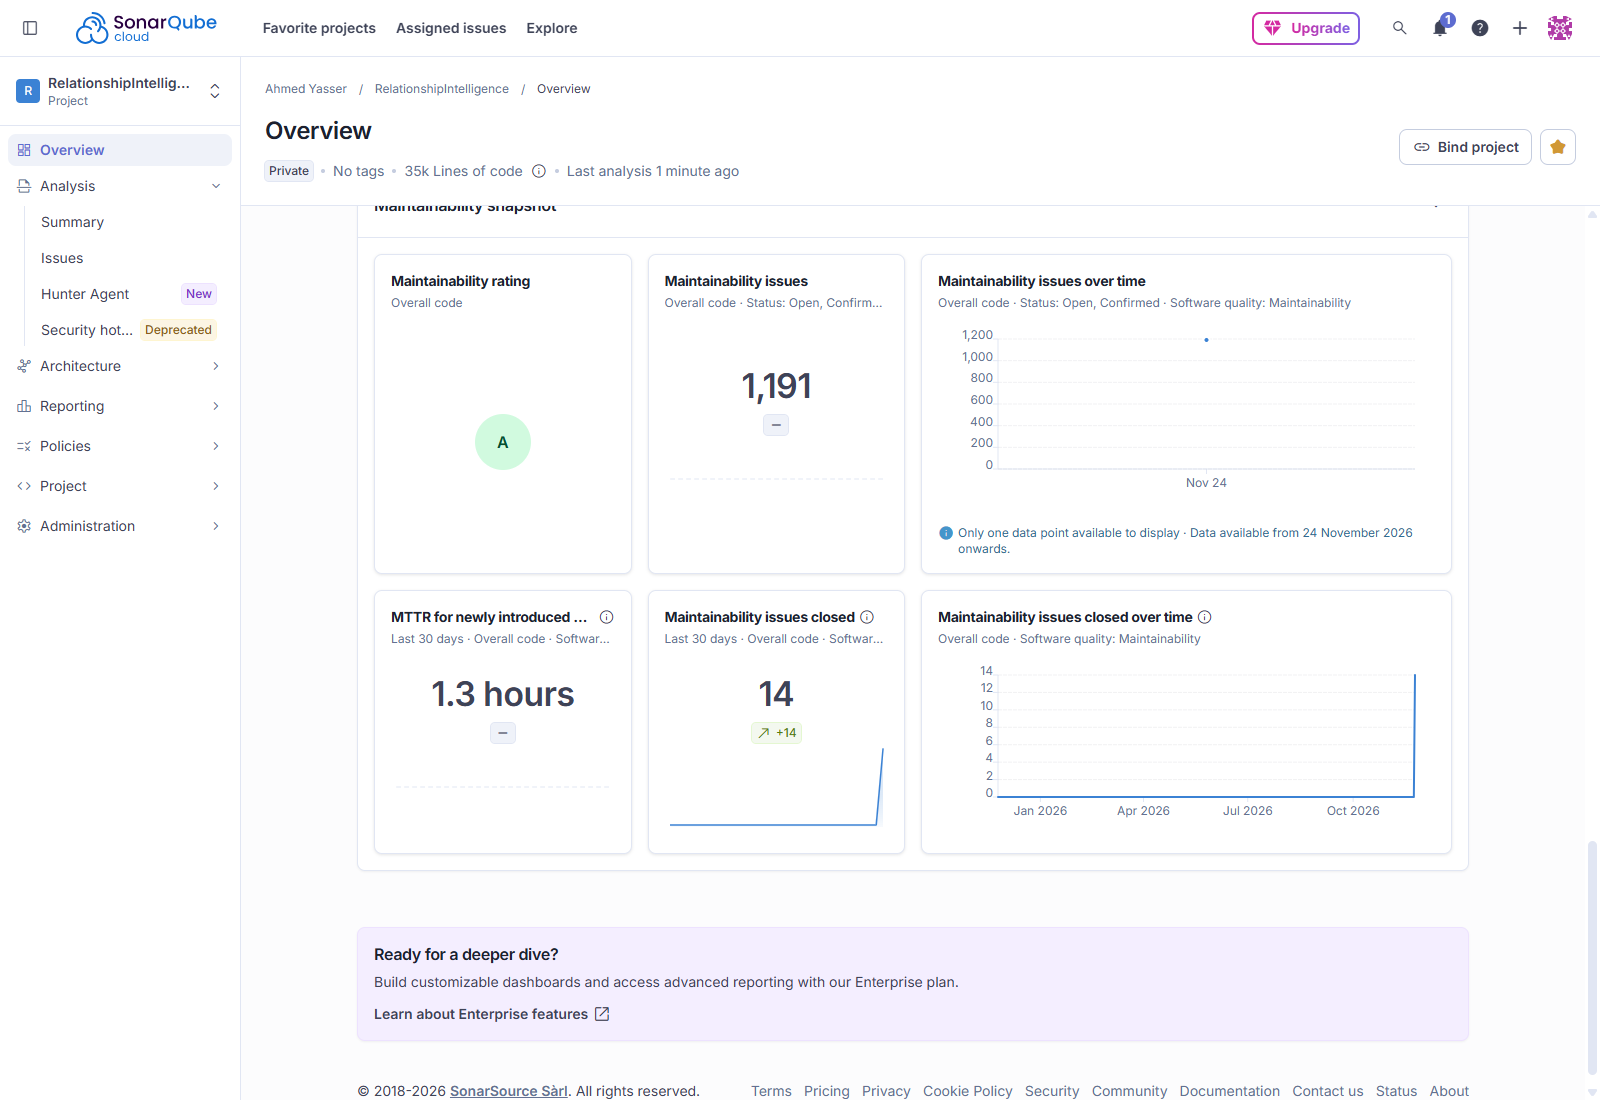 SonarQube cloud
Favorite projects
Assigned issues
Explore
Upgrade
1
R
RelationshipIntellig...
Project
Overview
Analysis
Summary
Issues
Hunter Agent New
Security hot... Deprecated
Architecture
Reporting
Policies
Project
Administration
Ahmed Yasser / RelationshipIntelligence / Overview
Overview
Private • No tags • 35k Lines of code • Last analysis 1 minute ago
Bind project
Maintainability snapshot
Maintainability rating
Overall code
A
Maintainability issues
Overall code · Status: Open, Confirm...
1,191
–
Maintainability issues over time
Overall code · Status: Open, Confirmed · Software quality: Maintainability
1,200
1,000
800
600
400
200
0
Nov 24
Only one data point available to display · Data available from 24 November 2026
onwards.
MTTR for newly introduced ...
Last 30 days · Overall code · Softwar...
1.3 hours
–
Maintainability issues closed
Last 30 days · Overall code · Softwar...
14
+14
Maintainability issues closed over time
Overall code · Software quality: Maintainability
14
12
10
8
6
4
2
0
Jan 2026 Apr 2026 Jul 2026 Oct 2026
Ready for a deeper dive?
Build customizable dashboards and access advanced reporting with our Enterprise plan.
Learn about Enterprise features
© 2018-2026 SonarSource Sàrl. All rights reserved.
Terms Pricing Privacy Cookie Policy Security Community Documentation Contact us Status About